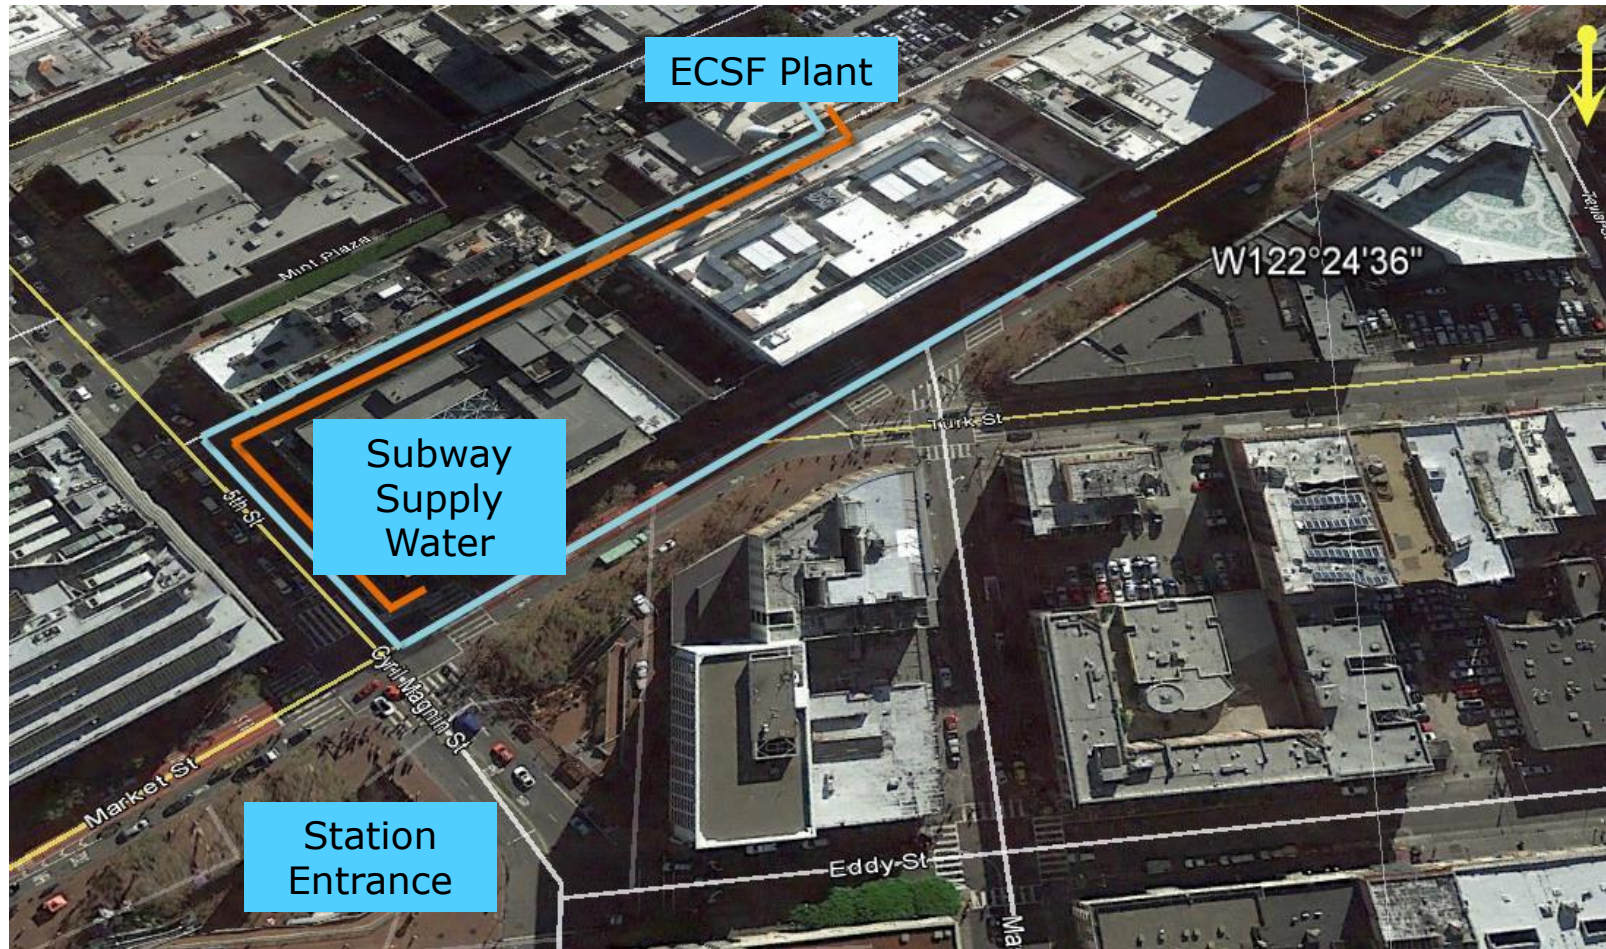 ECSF Plant
Mint Plaza
W122°24'36"
Turk St
Subway
Supply
Water
5th St
Cyril Magnin St
Market St
Station
Entrance
Eddy St